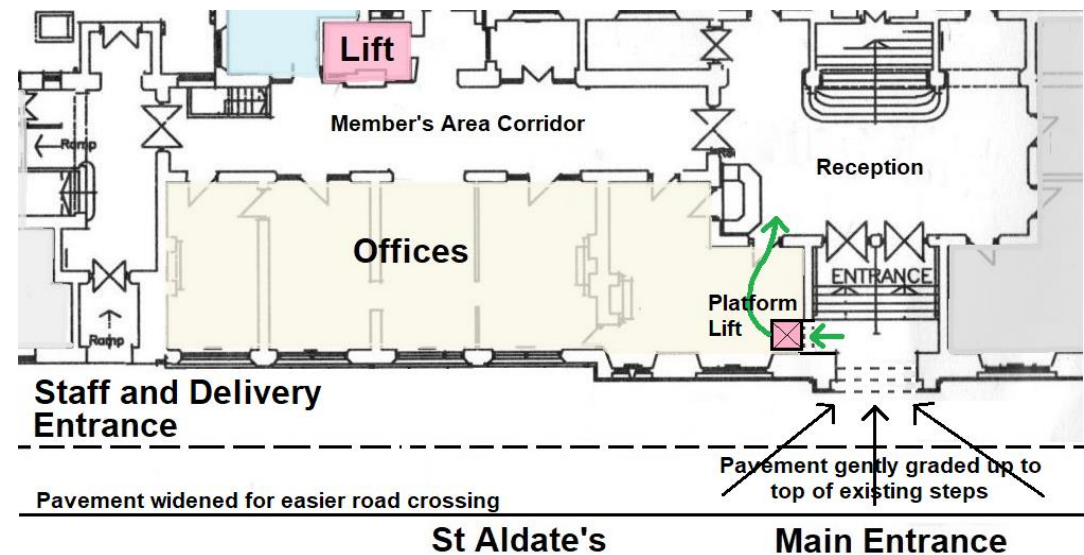 Lift
Member's Area Corridor
Ramp
Reception
Offices
ENTRANCE
Platform
Lift
Ramp
Staff and Delivery
Entrance
Pavement gently graded up to
top of existing steps
Pavement widened for easier road crossing
St Aldate's
Main Entrance